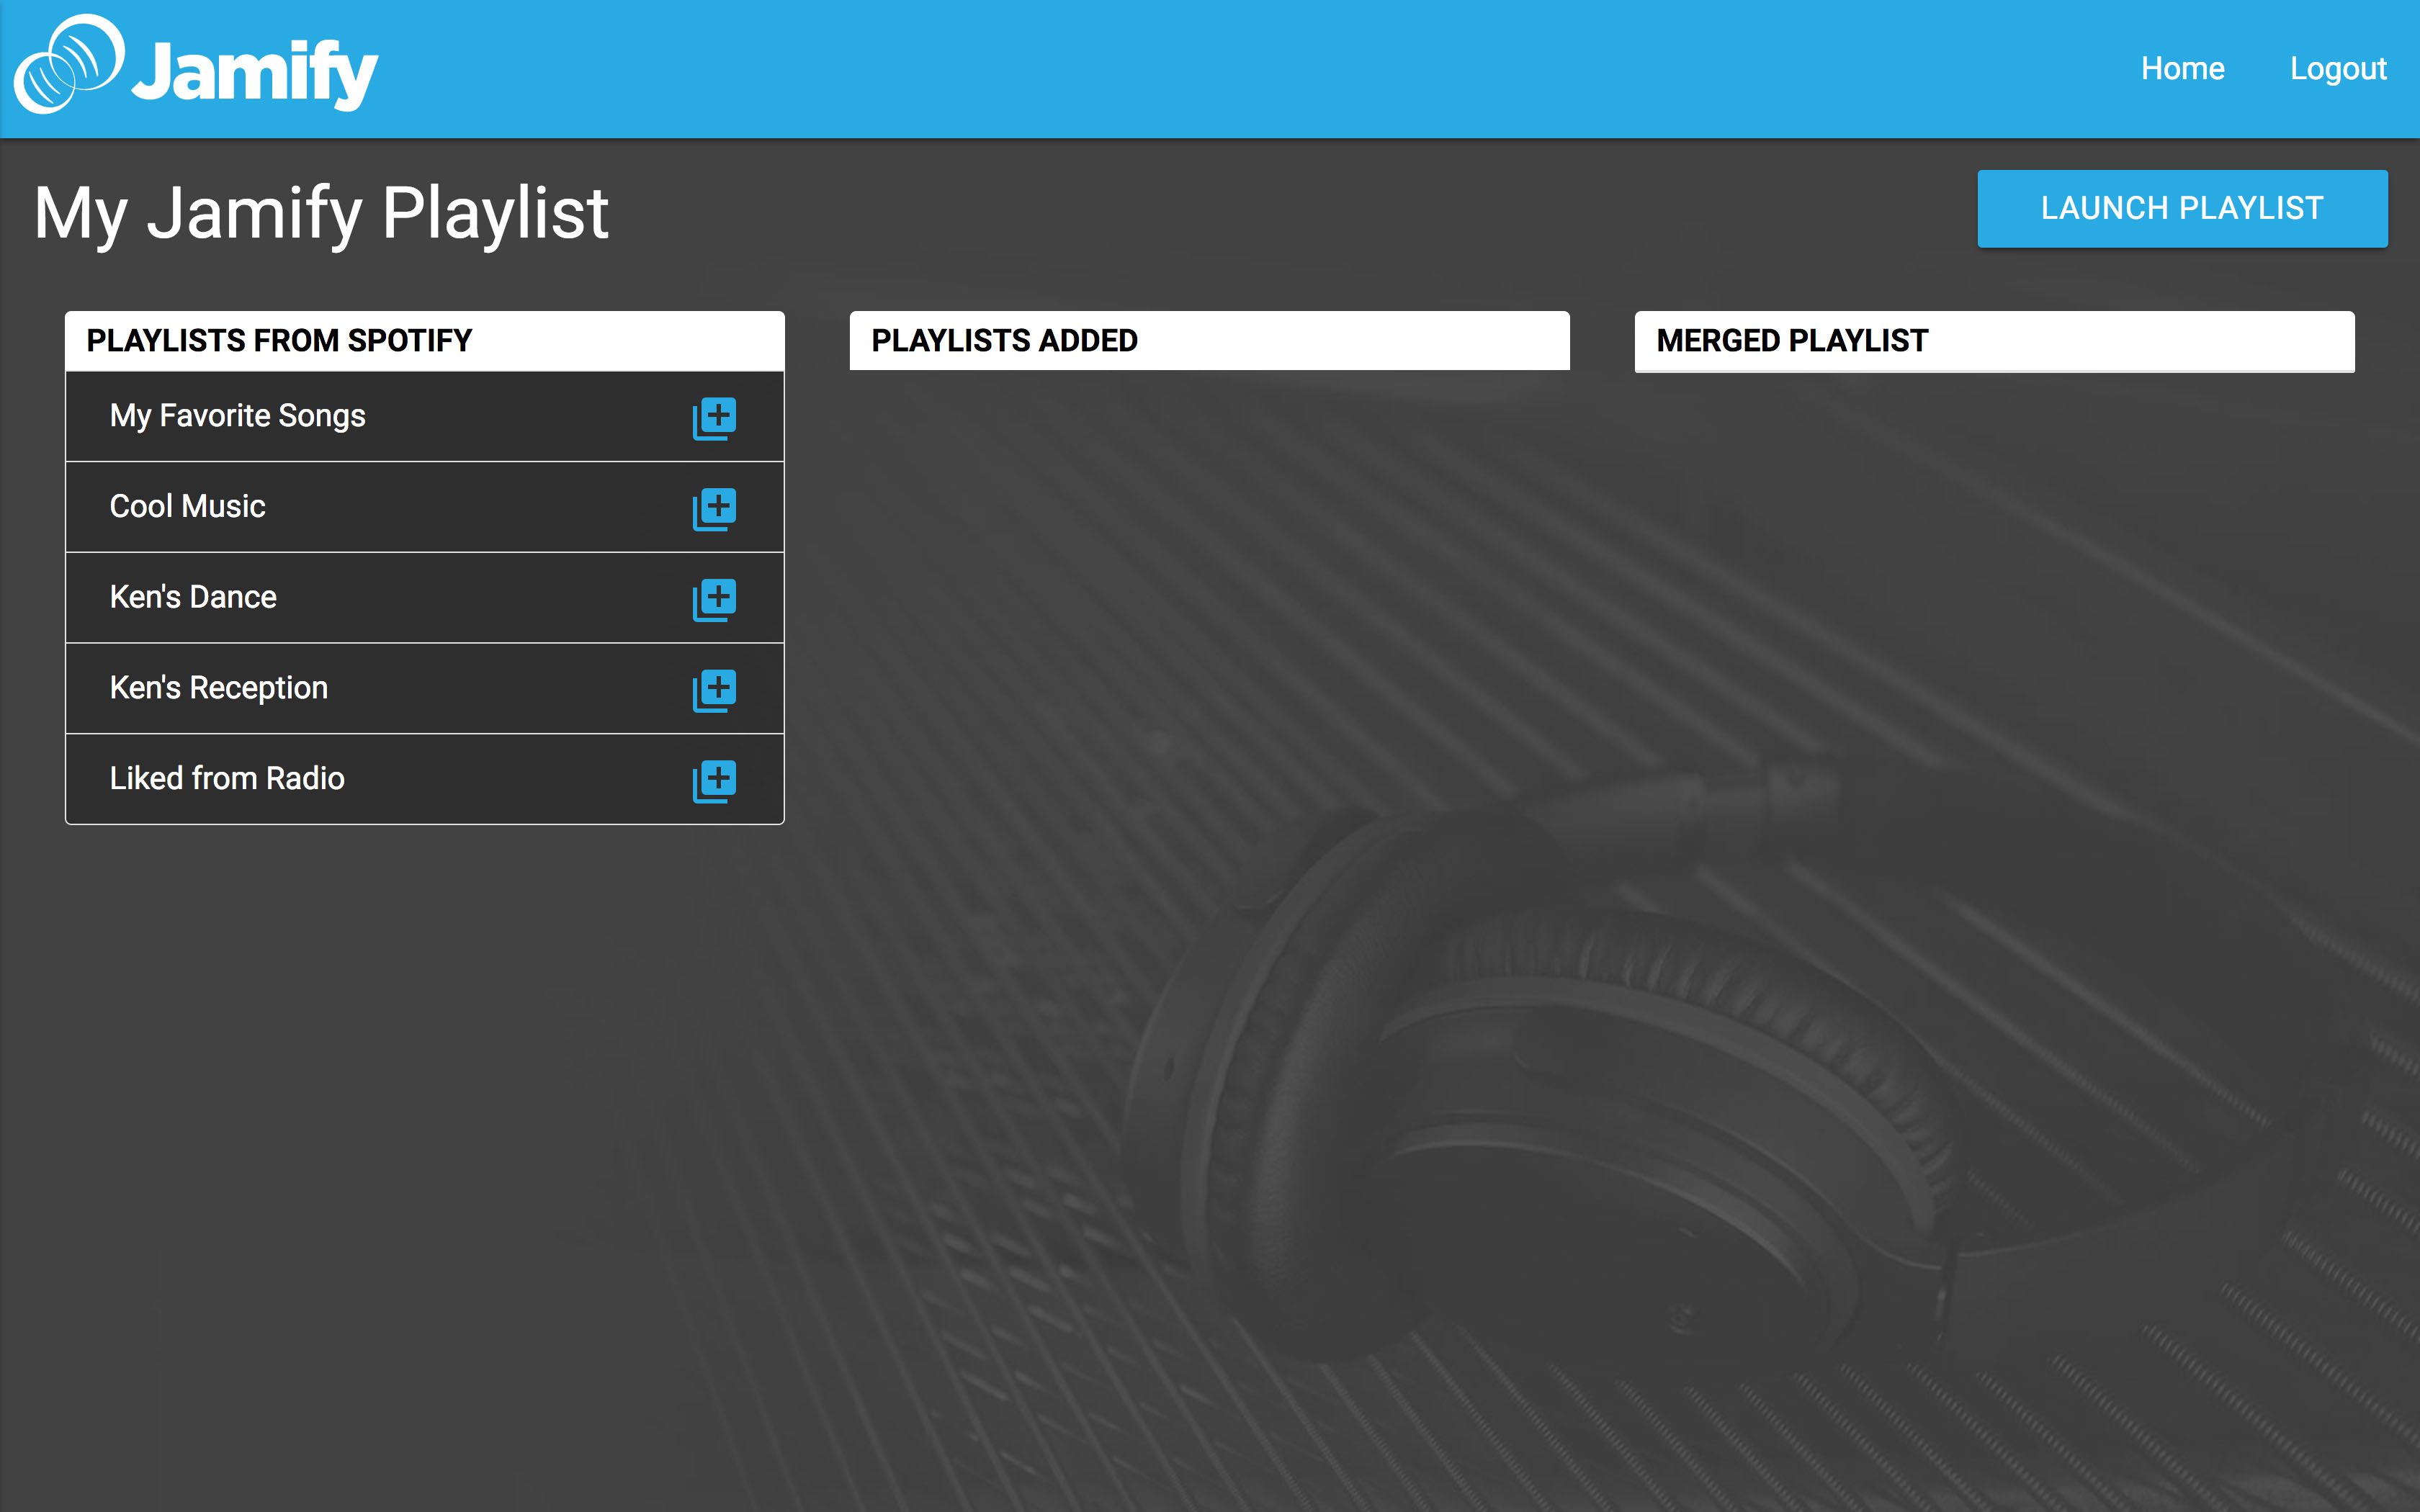 Jamify
Home
Logout
My Jamify Playlist
LAUNCH PLAYLIST
PLAYLISTS FROM SPOTIFY
My Favorite Songs
Cool Music
Ken's Dance
Ken's Reception
Liked from Radio
PLAYLISTS ADDED
MERGED PLAYLIST